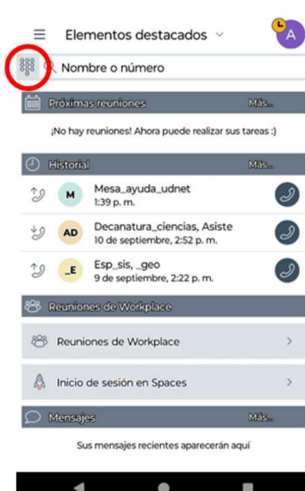 Elementos destacados
A
Nombre o número
Próximas reuniones Más...
¡No hay reuniones! Ahora puede realizar sus tareas :)
Historial Más...
M Mesa_ayuda_udnet
1:39 p. m.
AD Decanatura_ciencias, Asiste
10 de septiembre, 2:52 p. m.
_E Esp_sis, _geo
9 de septiembre, 2:22 p. m.
Reuniones de Workplace
Reuniones de Workplace
Inicio de sesión en Spaces
Mensajes Más...
Sus mensajes recientes aparecerán aquí